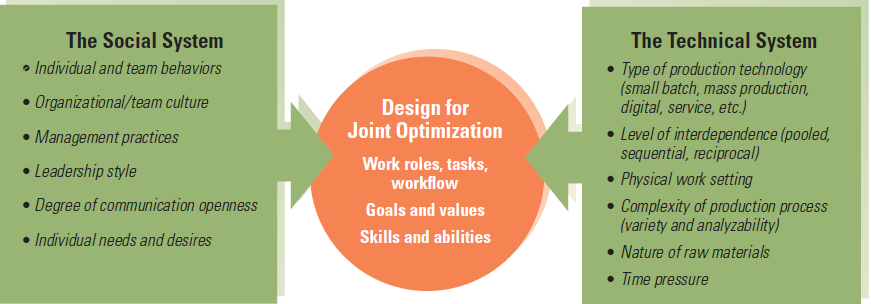 The Social System
• Individual and team behaviors
• Organizational/team culture
• Management practices
• Leadership style
• Degree of communication openness
• Individual needs and desires
Design for
Joint Optimization
Work roles, tasks,
workflow
Goals and values
Skills and abilities
The Technical System
• Type of production technology
(small batch, mass production,
digital, service, etc.)
• Level of interdependence (pooled,
sequential, reciprocal)
• Physical work setting
• Complexity of production process
(variety and analyzability)
• Nature of raw materials
• Time pressure